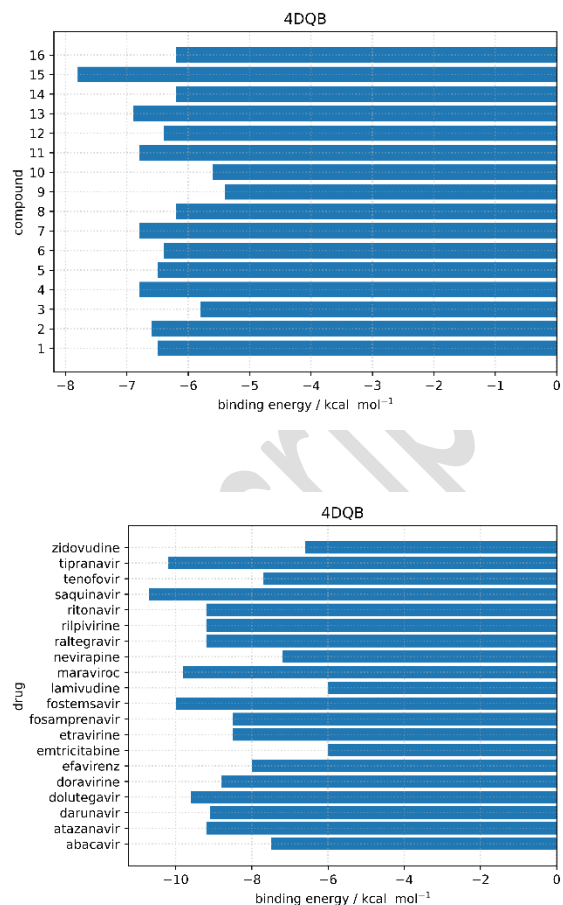 4DQB
16
15
14
13
12
11
10
9
8
7
6
5
4
3
2
1
compound
−8 −7 −6 −5 −4 −3 −2 −1 0
binding energy / kcal mol⁻¹
4DQB
zidovudine
tipranavir
tenofovir
saquinavir
ritonavir
rilpivirine
raltegravir
nevirapine
maraviroc
lamivudine
fostemsavir
fosamprenavir
etravirine
emtricitabine
efavirenz
doravirine
dolutegavir
darunavir
atazanavir
abacavir
drug
−10 −8 −6 −4 −2 0
binding energy / kcal mol⁻¹